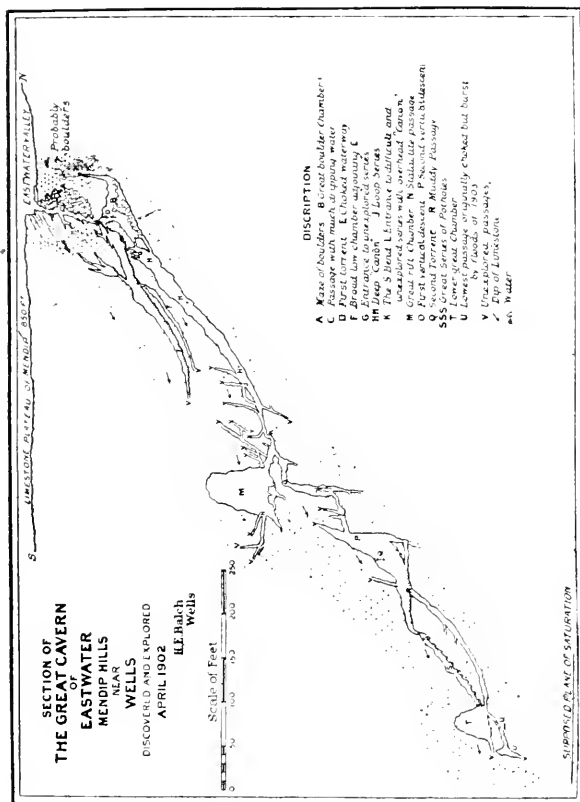 SECTION OF
THE GREAT CAVERN
OF
EASTWATER
MENDIP HILLS
NEAR
WELLS
DISCOVERED AND EXPLORED
APRIL 1902
H.E. Balch
Wells
Scale of Feet
0 50 100 150 200 250
S
LIMESTONE PLATEAU OF MENDIP 850 FT
EASTWATER VALLEY
N
Probably
boulders
DISCRIPTION
A Maze of boulders B Great boulder Chamber
C Passage with much dripping water
D First torrent E Choked waterway
F Broad low chamber adjoining E
G Entrance to unexplored series
HH Deep Canon I Loop Series
K The S Bend L Entrance to difficult and
unexplored series with overhead "Canon"
M Great rift Chamber N Stalactite passage
O First vertical descent P Second vertical descent
Q Second Torrent R Muddy Passage
SSS Great Series of Potholes
T Lower great Chamber
U Lowest passage originally choked but burst
by flood of 1903
V Unexplored passages,
Dip of Limestone
Water
M
T
SUPPOSED PLANE OF SATURATION